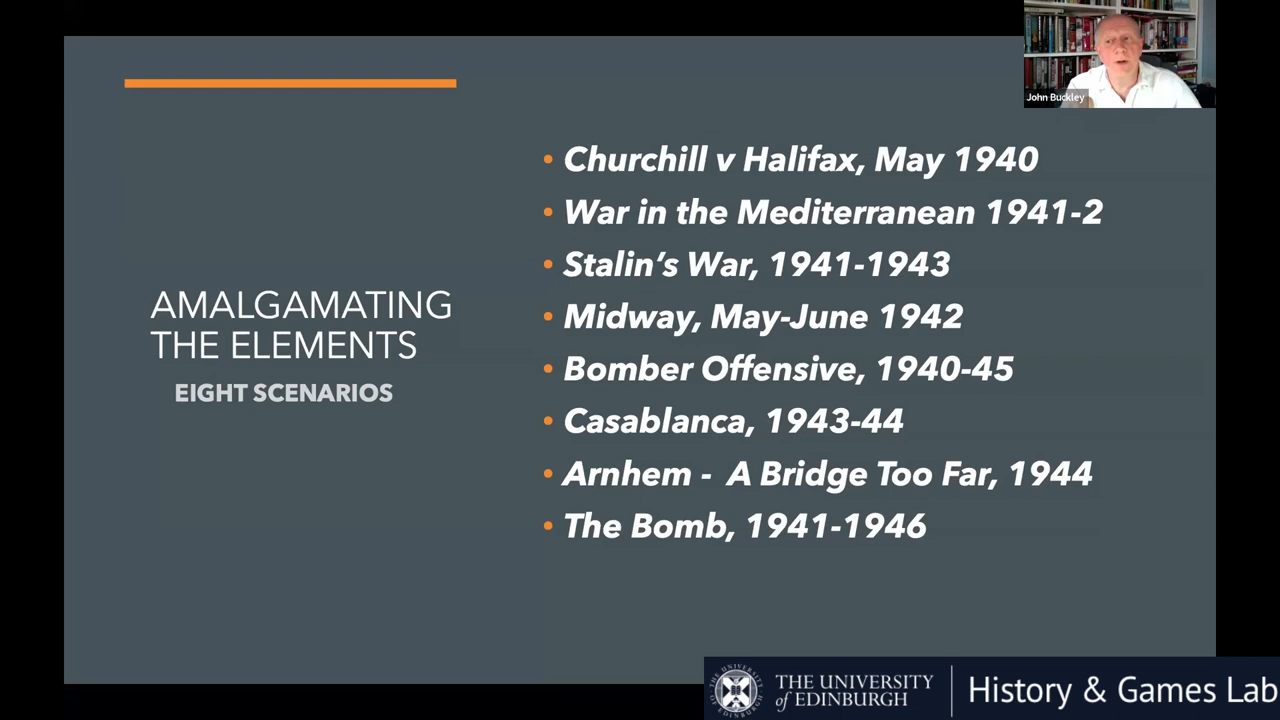 John Buckley
AMALGAMATING
THE ELEMENTS
EIGHT SCENARIOS
• Churchill v Halifax, May 1940
• War in the Mediterranean 1941-2
• Stalin's War, 1941-1943
• Midway, May-June 1942
• Bomber Offensive, 1940-45
• Casablanca, 1943-44
• Arnhem - A Bridge Too Far, 1944
• The Bomb, 1941-1946
THE UNIVERSITY
of EDINBURGH
History & Games Lab